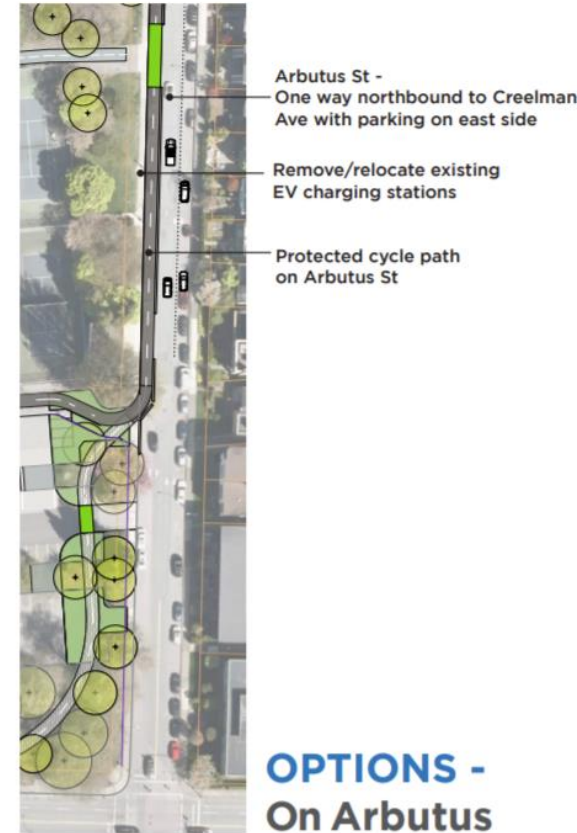 Arbutus St -
One way northbound to Creelman
Ave with parking on east side
Remove/relocate existing
EV charging stations
Protected cycle path
on Arbutus St
OPTIONS -
On Arbutus